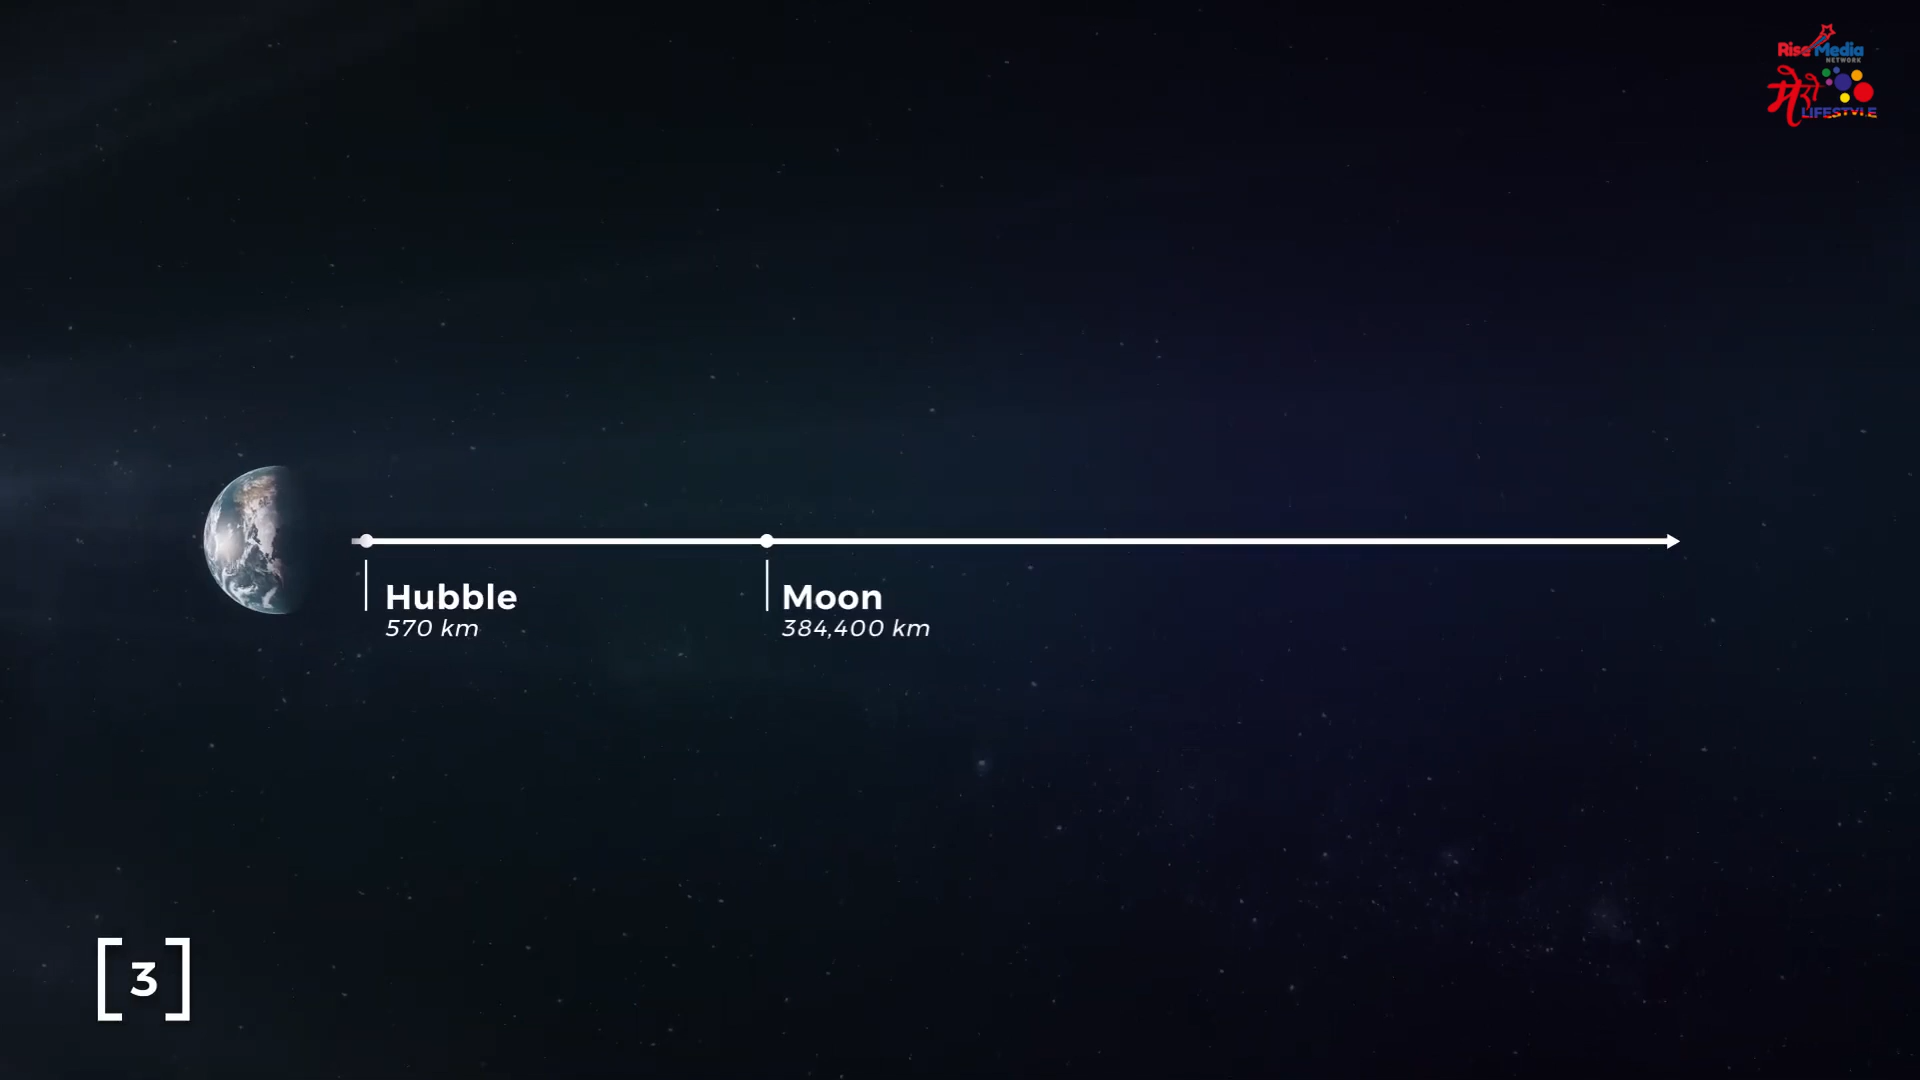 Rise Media
NETWORK
मेरो
LIFESTYLE
Hubble
570 km
Moon
384,400 km
[3]